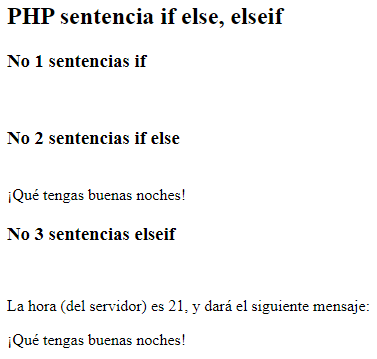 PHP sentencia if else, elseif
No 1 sentencias if
No 2 sentencias if else
¡Qué tengas buenas noches!
No 3 sentencias elseif
La hora (del servidor) es 21, y dará el siguiente mensaje:
¡Qué tengas buenas noches!